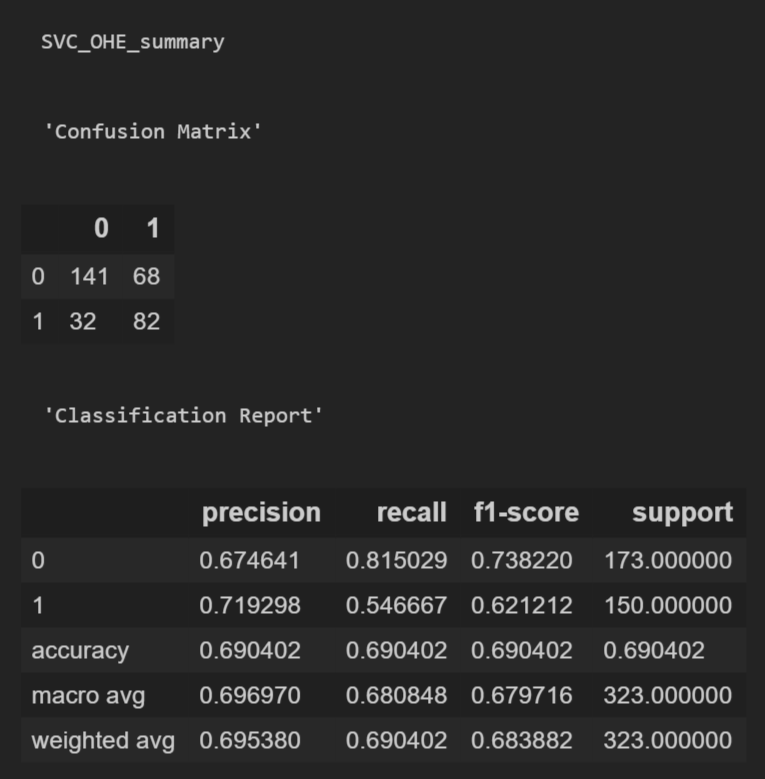 SVC_OHE_summary
'Confusion Matrix'
0 1
0 141 68
1 32 82
'Classification Report'
precision recall f1-score support
0 0.674641 0.815029 0.738220 173.000000
1 0.719298 0.546667 0.621212 150.000000
accuracy 0.690402 0.690402 0.690402 0.690402
macro avg 0.696970 0.680848 0.679716 323.000000
weighted avg 0.695380 0.690402 0.683882 323.000000